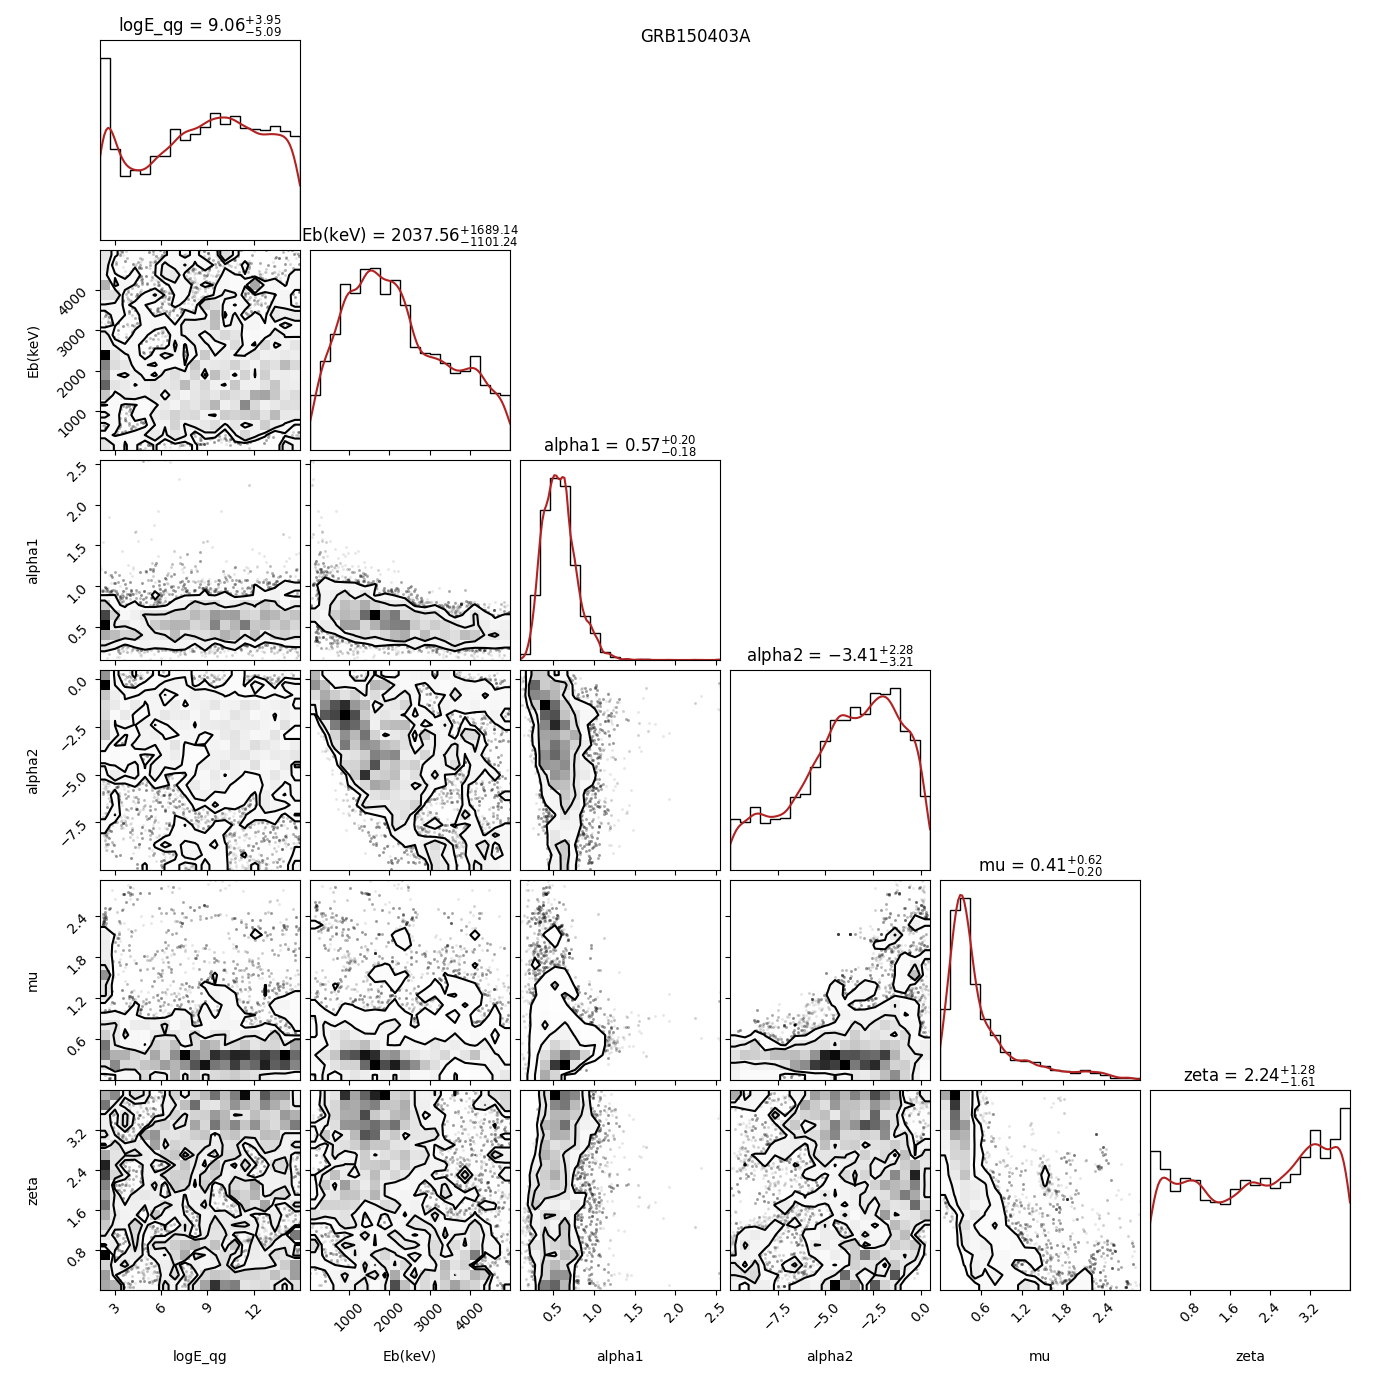 GRB150403A
logE_qg = 9.06+3.95 −5.09
Eb(keV) = 2037.56+1689.14 −1101.24
Eb(keV)
4000
3000
2000
1000
alpha1 = 0.57+0.20 −0.18
alpha1
2.5
2.0
1.5
1.0
0.5
alpha2 = −3.41+2.28 −3.21
alpha2
0.0
−2.5
−5.0
−7.5
mu = 0.41+0.62 −0.20
mu
2.4
1.8
1.2
0.6
zeta = 2.24+1.28 −1.61
zeta
3.2
2.4
1.6
0.8
3 6 9 12
1000 2000 3000 4000
0.5 1.0 1.5 2.0 2.5
−7.5 −5.0 −2.5 0.0
0.6 1.2 1.8 2.4
0.8 1.6 2.4 3.2
logE_qg Eb(keV) alpha1 alpha2 mu zeta